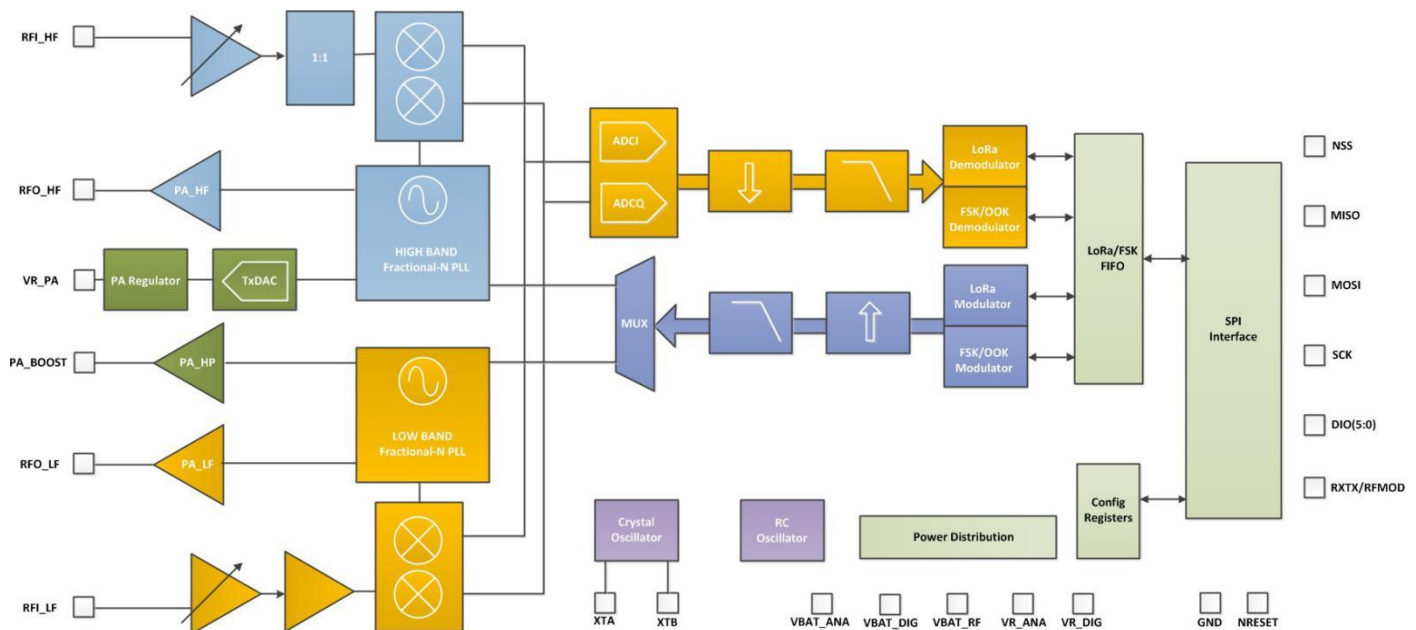 RFI_HF
1:1
ADCI
ADCQ
LoRa
Demodulator
FSK/OOK
Demodulator
NSS
RFO_HF
PA_HF
HIGH BAND
Fractional-N PLL
MISO
LoRa/FSK
FIFO
VR_PA
PA Regulator
TxDAC
MUX
LoRa
Modulator
FSK/OOK
Modulator
MOSI
SPI
Interface
PA_BOOST
PA_HP
SCK
LOW BAND
Fractional-N PLL
RFO_LF
PA_LF
DIO(5:0)
RXTX/RFMOD
Crystal
Oscillator
RC
Oscillator
Power Distribution
Config
Registers
RFI_LF
XTA
XTB
VBAT_ANA
VBAT_DIG
VBAT_RF
VR_ANA
VR_DIG
GND
NRESET